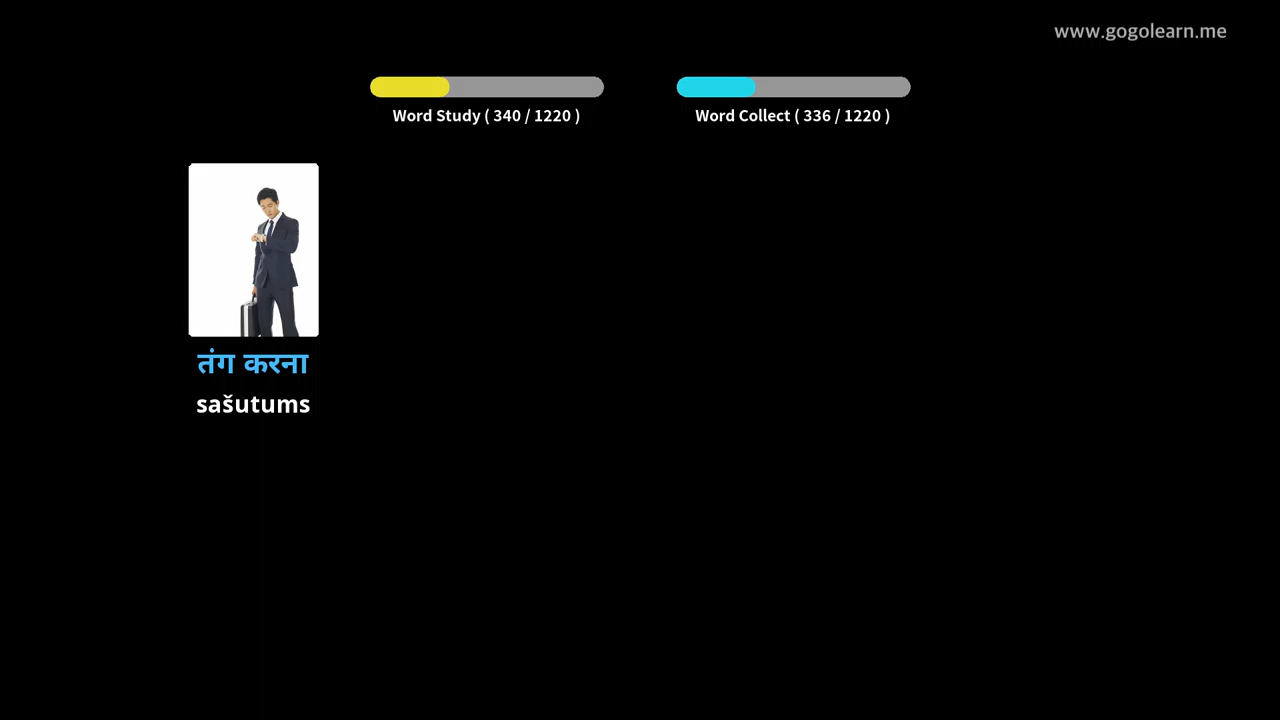 www.gogolearn.me
Word Study ( 340 / 1220 )
Word Collect ( 336 / 1220 )
तंग करना
sašutums